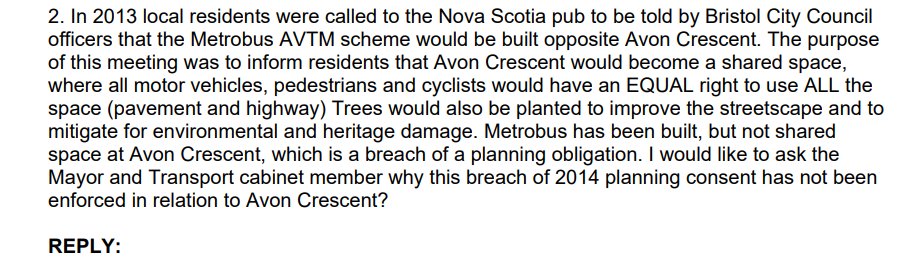 2. In 2013 local residents were called to the Nova Scotia pub to be told by Bristol City Council
officers that the Metrobus AVTM scheme would be built opposite Avon Crescent. The purpose
of this meeting was to inform residents that Avon Crescent would become a shared space,
where all motor vehicles, pedestrians and cyclists would have an EQUAL right to use ALL the
space (pavement and highway) Trees would also be planted to improve the streetscape and to
mitigate for environmental and heritage damage. Metrobus has been built, but not shared
space at Avon Crescent, which is a breach of a planning obligation. I would like to ask the
Mayor and Transport cabinet member why this breach of 2014 planning consent has not been
enforced in relation to Avon Crescent?
REPLY: